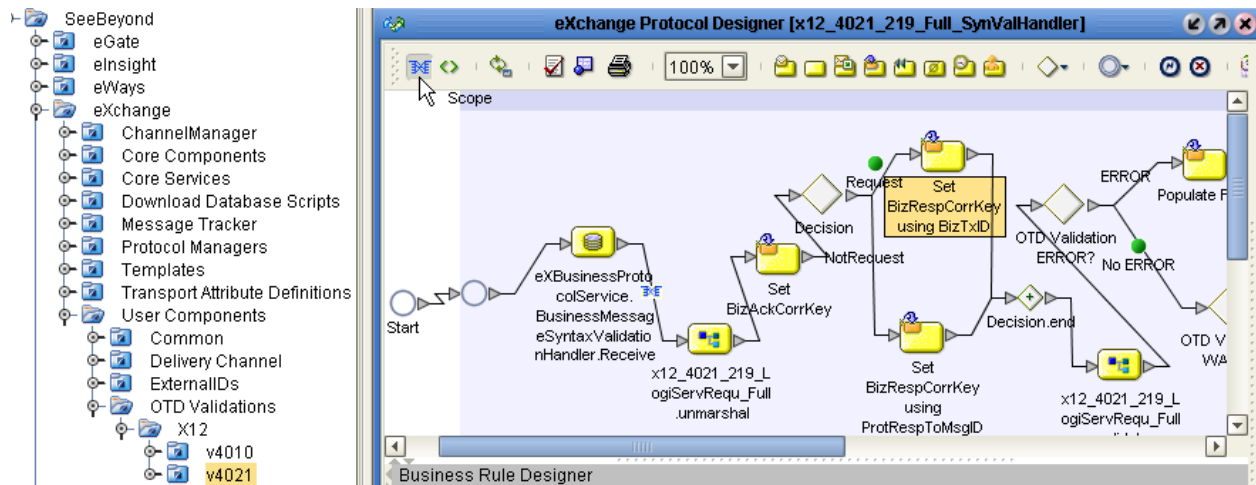 SeeBeyond
eGate
eInsight
eWays
eXchange
ChannelManager
Core Components
Core Services
Download Database Scripts
Message Tracker
Protocol Managers
Templates
Transport Attribute Definitions
User Components
Common
Delivery Channel
ExternalIDs
OTD Validations
X12
v4010
v4021
eXchange Protocol Designer [x12_4021_219_Full_SynValHandler]
100%
Scope
Start
eXBusinessProto
colService.
BusinessMessag
eSyntaxValidatio
nHandler.Receive
x12_4021_219_L
ogiServRequ_Full
.unmarshal
Set
BizAckCorrKey
Decision
Request
NotRequest
Set
BizRespCorrKey
using BizTxID
Set
BizRespCorrKey
using
ProtRespToMsgID
Decision.end
OTD Validation
ERROR?
ERROR
No ERROR
Populate F
x12_4021_219_L
ogiServRequ_Full
OTD V
WA
Business Rule Designer